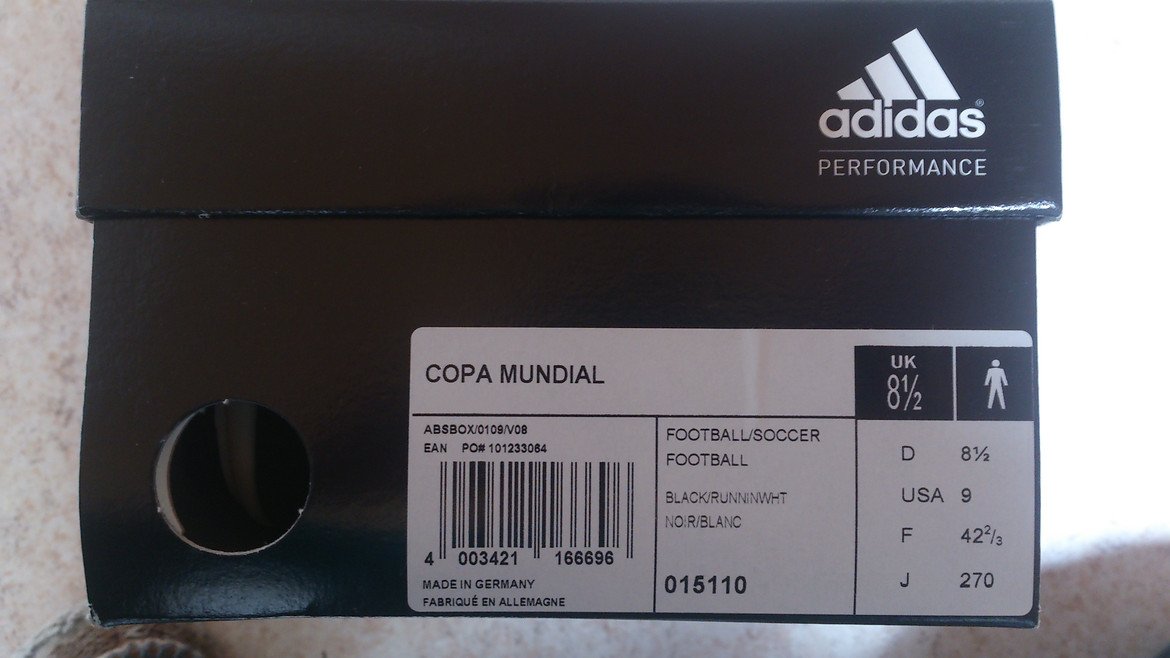 adidas®
PERFORMANCE
COPA MUNDIAL
UK
8½
ABSBOX/0109/V08
EAN PO# 101233064
4 003421 166696
MADE IN GERMANY
FABRIQUÉ EN ALLEMAGNE
FOOTBALL/SOCCER
FOOTBALL
BLACK/RUNNINWHT
NOIR/BLANC
015110
D 8½
USA 9
F 42²/₃
J 270